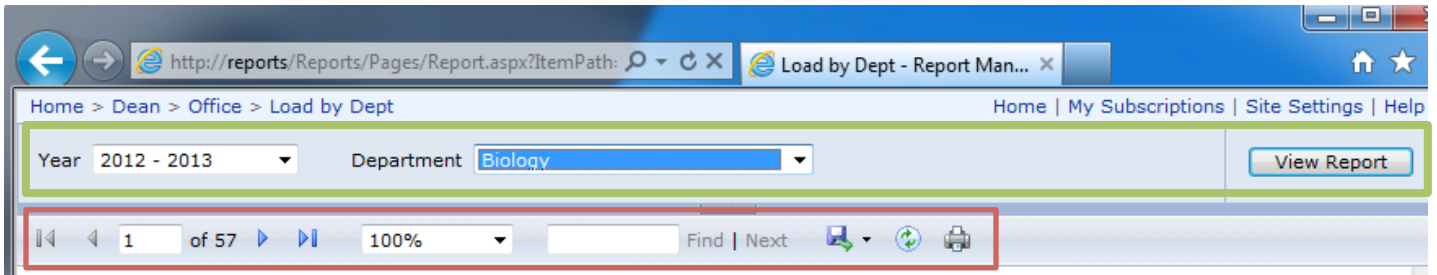 http://reports/Reports/Pages/Report.aspx?ItemPath: Load by Dept - Report Man...
Home > Dean > Office > Load by Dept Home | My Subscriptions | Site Settings | Help
Year 2012 - 2013 Department Biology View Report
1 of 57 100% Find | Next